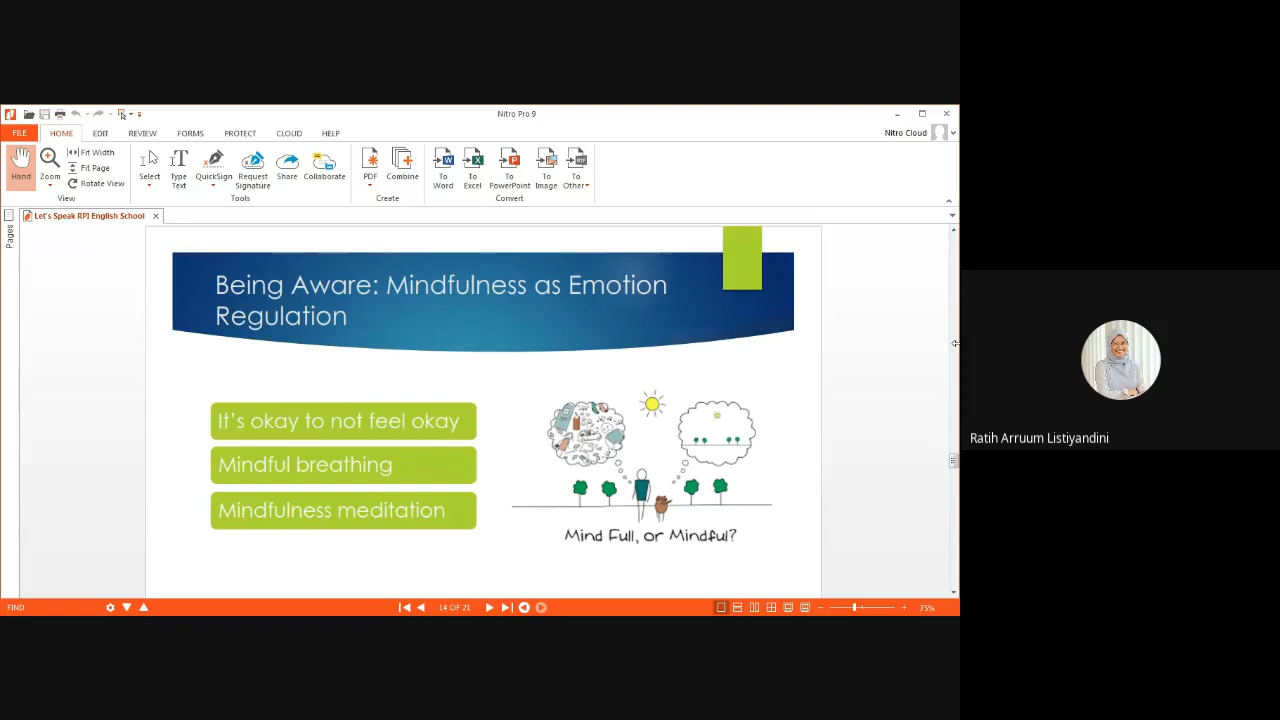 Nitro Pro 9
FILE HOME EDIT REVIEW FORMS PROTECT CLOUD HELP Nitro Cloud
Hand Zoom Fit Width Fit Page Rotate View Select Type Text QuickSign Request Signature Share Collaborate PDF Combine To Word To Excel To PowerPoint To Image To Other
View Tools Create Convert
Let's Speak RPI English School
Pages
Being Aware: Mindfulness as Emotion
Regulation
It's okay to not feel okay
Mindful breathing
Mindfulness meditation
Mind Full, or Mindful?
Ratih Arruum Listiyandini
FIND 14 OF 21 75%